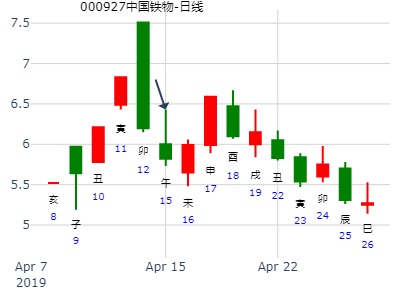 000927中国铁物-日线
7.5
7
6.5
6
5.5
5
亥
8
子
9
丑
10
寅
11
卯
12
午
15
未
16
申
17
酉
18
戌
19
丑
22
寅
23
卯
24
辰
25
巳
26
Apr 7
2019
Apr 15
Apr 22